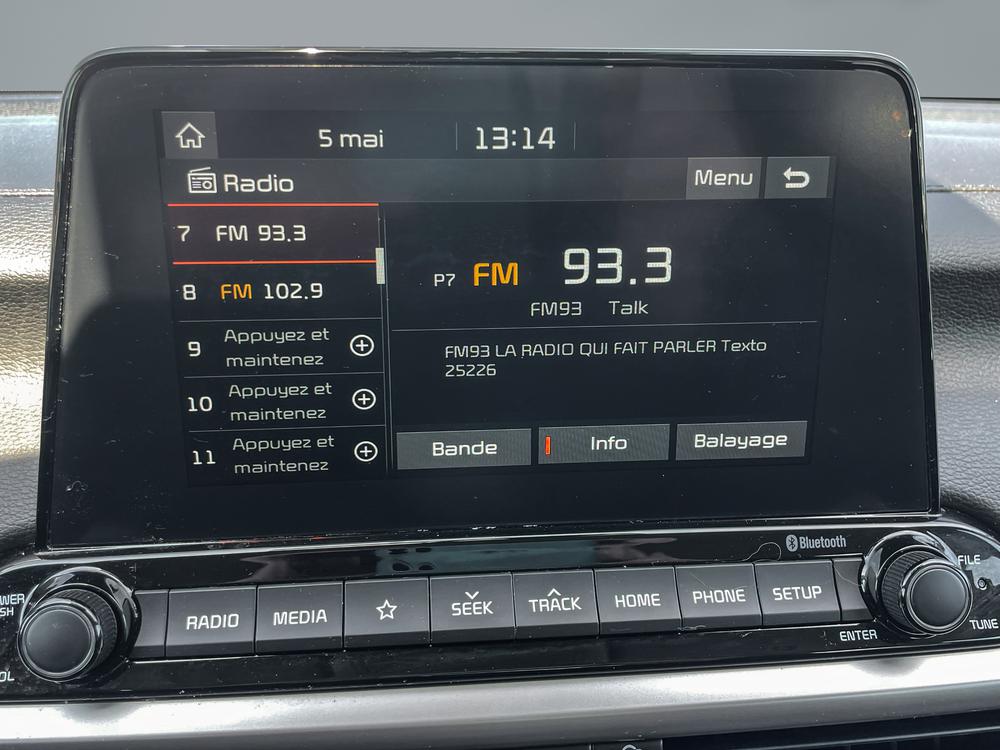 5 mai 13:14
Radio Menu
7 FM 93.3
8 FM 102.9
9 Appuyez et
maintenez
10 Appuyez et
maintenez
11 Appuyez et
maintenez
P7 FM 93.3
FM93 Talk
FM93 LA RADIO QUI FAIT PARLER Texto
25226
Bande Info Balayage
Bluetooth
RADIO MEDIA SEEK TRACK HOME PHONE SETUP
FILE
TUNE
ENTER